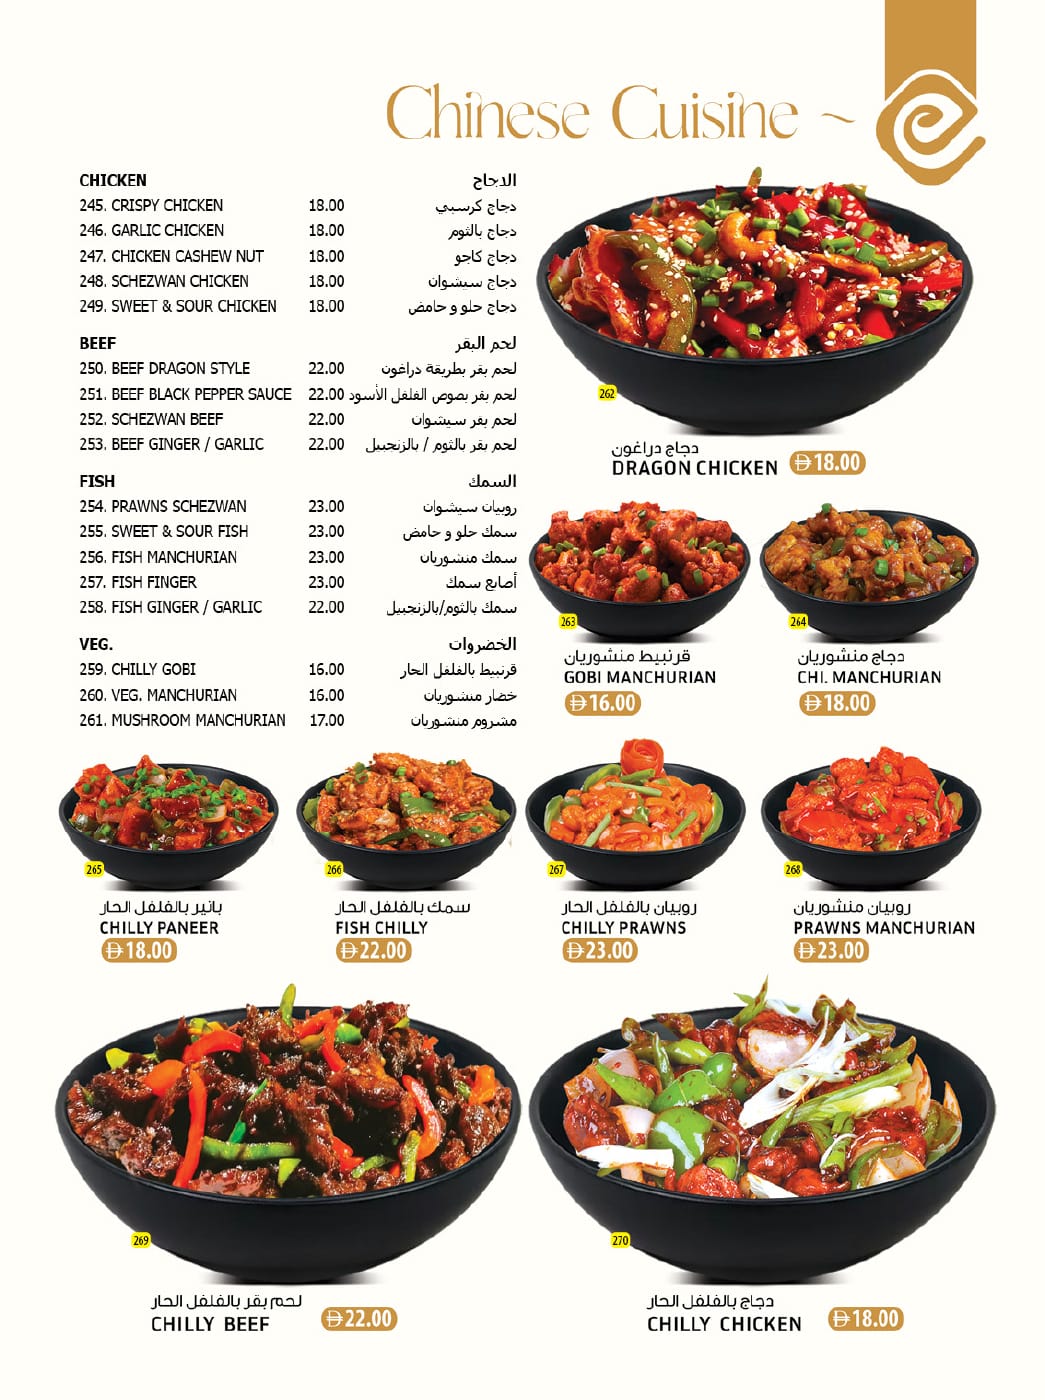 Chinese Cuisine ~
CHICKEN الدجاج
245. CRISPY CHICKEN 18.00 دجاج كرسبي
246. GARLIC CHICKEN 18.00 دجاج بالثوم
247. CHICKEN CASHEW NUT 18.00 دجاج كاجو
248. SCHEZWAN CHICKEN 18.00 دجاج سيشوان
249. SWEET & SOUR CHICKEN 18.00 دجاج حلو و حامض
BEEF لحم البقر
250. BEEF DRAGON STYLE 22.00 لحم بقر بطريقة دراغون
251. BEEF BLACK PEPPER SAUCE 22.00 لحم بقر بصوص الفلفل الأسود
252. SCHEZWAN BEEF 22.00 لحم بقر سيشوان
253. BEEF GINGER / GARLIC 22.00 لحم بقر بالثوم / بالزنجبيل
FISH السمك
254. PRAWNS SCHEZWAN 23.00 روبيان سيشوان
255. SWEET & SOUR FISH 23.00 سمك حلو و حامض
256. FISH MANCHURIAN 23.00 سمك منشوريان
257. FISH FINGER 23.00 أصابع سمك
258. FISH GINGER / GARLIC 22.00 سمك بالثوم/بالزنجبيل
VEG. الخضروات
259. CHILLY GOBI 16.00 قرنبيط بالفلفل الحار
260. VEG. MANCHURIAN 16.00 خضار منشوريان
261. MUSHROOM MANCHURIAN 17.00 مشروم منشوريان
262
دجاج دراغون
DRAGON CHICKEN 18.00
263
قرنبيط منشوريان
GOBI MANCHURIAN
16.00
264
دجاج منشوريان
CHI. MANCHURIAN
18.00
265
بانير بالفلفل الحار
CHILLY PANEER
18.00
266
سمك بالفلفل الحار
FISH CHILLY
22.00
267
روبيان بالفلفل الحار
CHILLY PRAWNS
23.00
268
روبيان منشوريان
PRAWNS MANCHURIAN
23.00
269
لحم بقر بالفلفل الحار
CHILLY BEEF 22.00
270
دجاج بالفلفل الحار
CHILLY CHICKEN 18.00